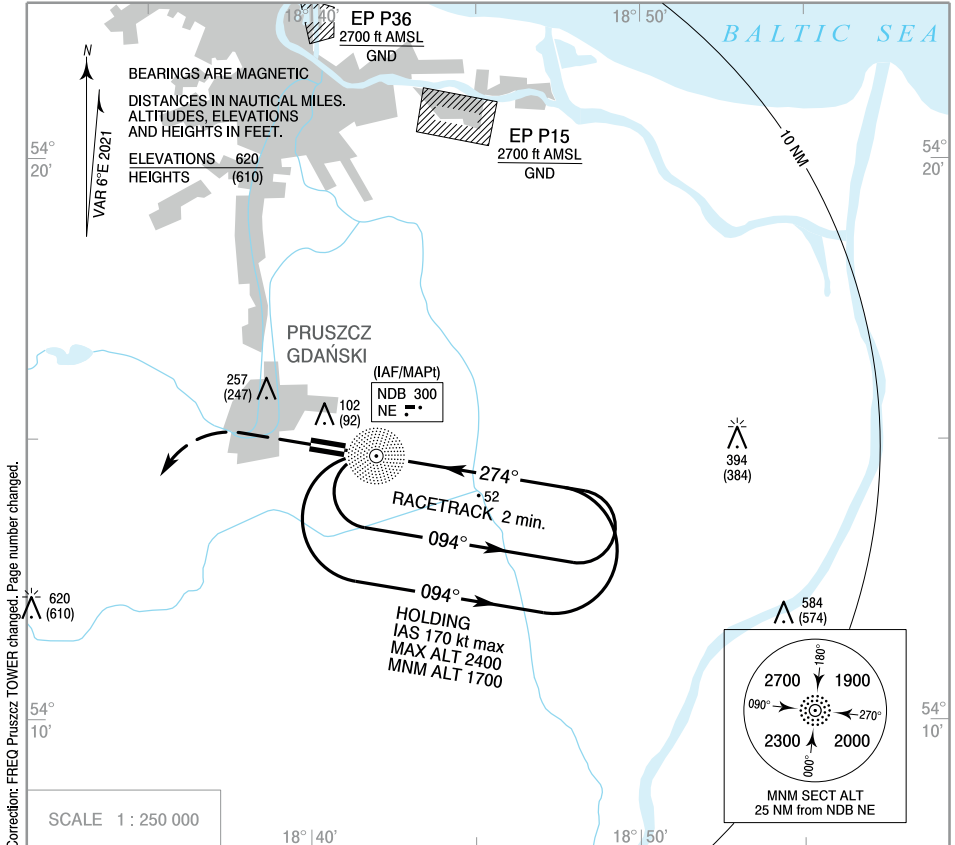 18°40'
18°50'
EP P36
2700 ft AMSL
GND
BALTIC SEA
N
VAR 6°E 2021
BEARINGS ARE MAGNETIC
DISTANCES IN NAUTICAL MILES.
ALTITUDES, ELEVATIONS
AND HEIGHTS IN FEET.
ELEVATIONS 620
HEIGHTS (610)
EP P15
2700 ft AMSL
GND
10 NM
54°
20'
54°
20'
PRUSZCZ
GDAŃSKI
257
(247)
102
(92)
(IAF/MAPt)
NDB 300
NE
394
(384)
274°
52
RACETRACK 2 min.
094°
094°
HOLDING
IAS 170 kt max
MAX ALT 2400
MNM ALT 1700
620
(610)
584
(574)
180°
2700
1900
090°
270°
2300
2000
000°
MNM SECT ALT
25 NM from NDB NE
54°
10'
54°
10'
Correction: FREQ Pruszcz TOWER changed. Page number changed.
SCALE 1 : 250 000
18°40'
18°50'